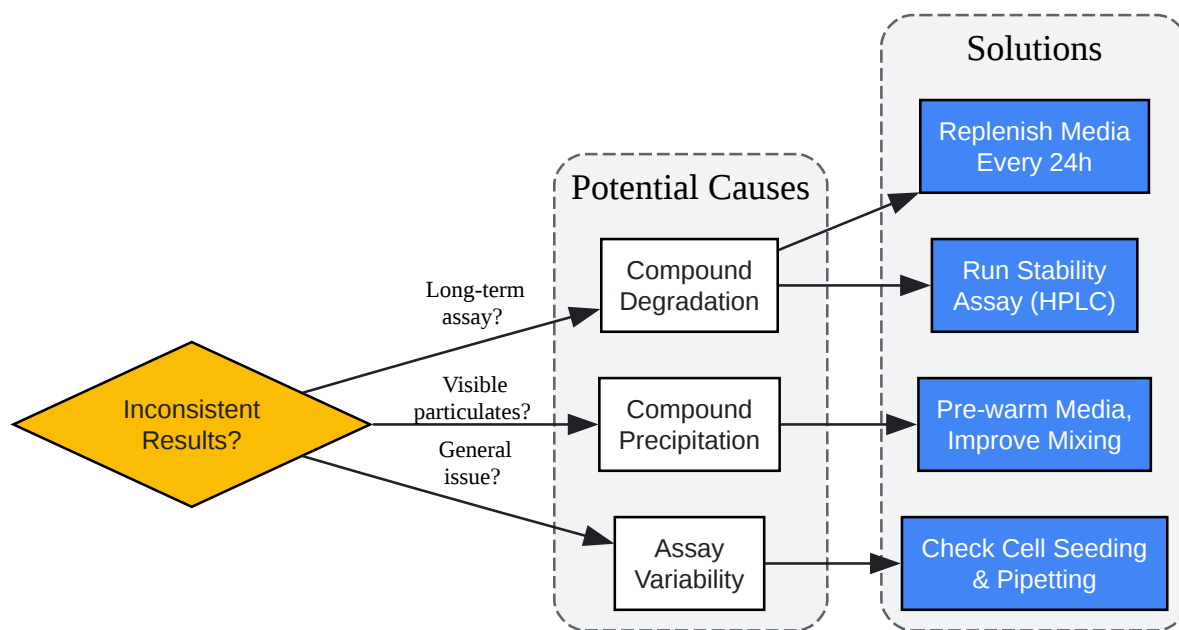 Solutions
Replenish Media
Every 24h
Potential Causes
Compound
Degradation
Run Stability
Assay (HPLC)
Long-term
assay?
Inconsistent
Results?
Visible
particulates?
Compound
Precipitation
Pre-warm Media,
Improve Mixing
General
issue?
Assay
Variability
Check Cell Seeding
& Pipetting